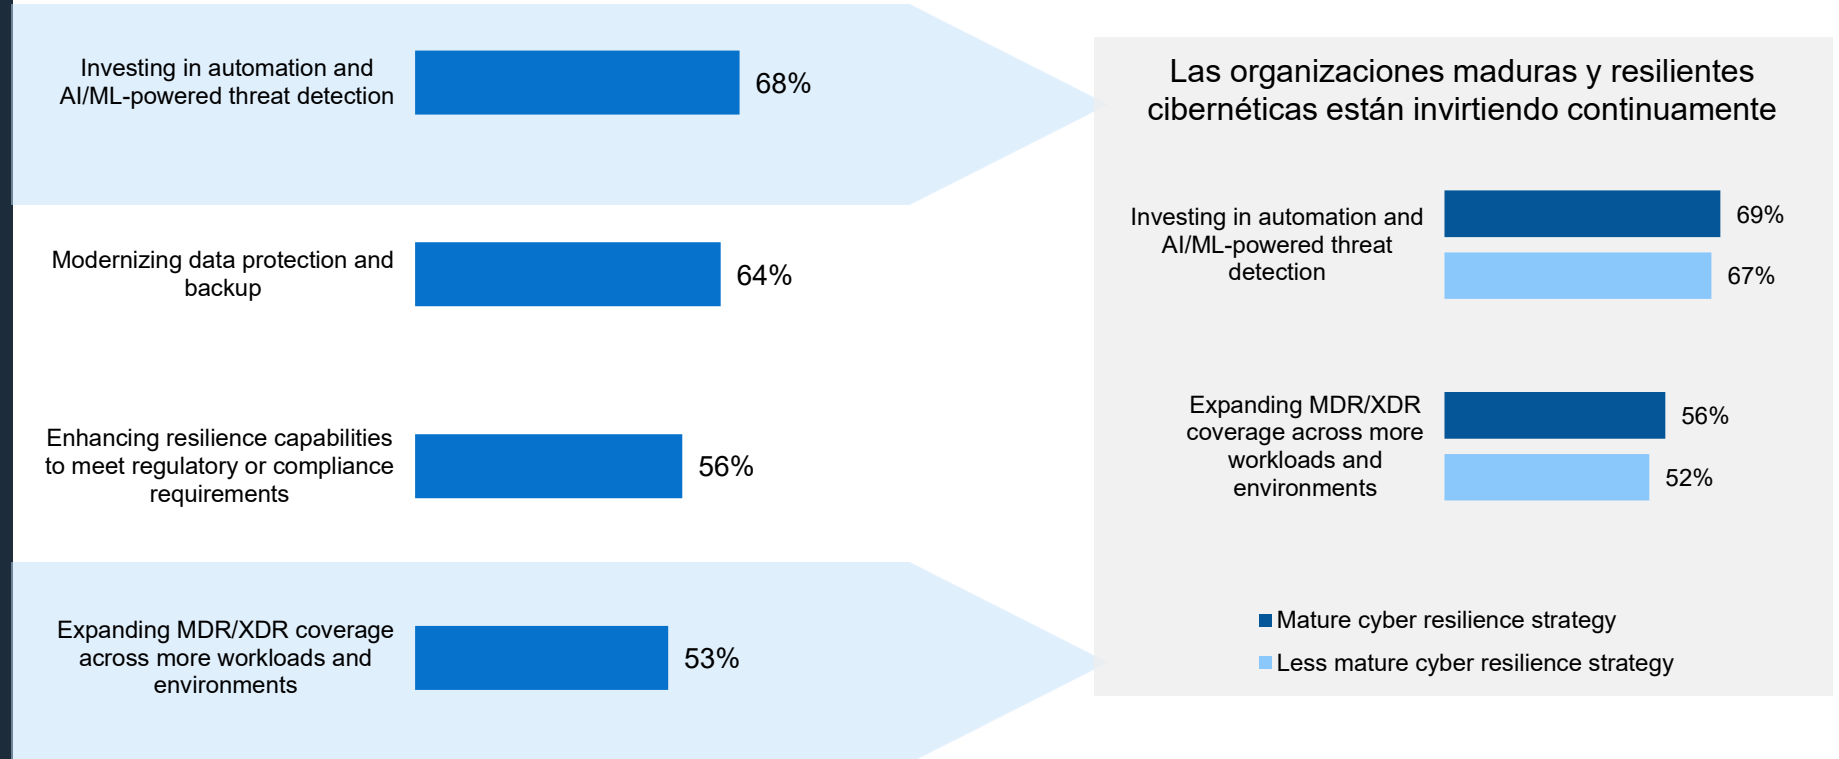 Investing in automation and
AI/ML-powered threat detection
68%
Modernizing data protection and
backup
64%
Enhancing resilience capabilities
to meet regulatory or compliance
requirements
56%
Expanding MDR/XDR coverage
across more workloads and
environments
53%
Las organizaciones maduras y resilientes
cibernéticas están invirtiendo continuamente
Investing in automation and
AI/ML-powered threat
detection
69%
67%
Expanding MDR/XDR
coverage across more
workloads and
environments
56%
52%
Mature cyber resilience strategy
Less mature cyber resilience strategy